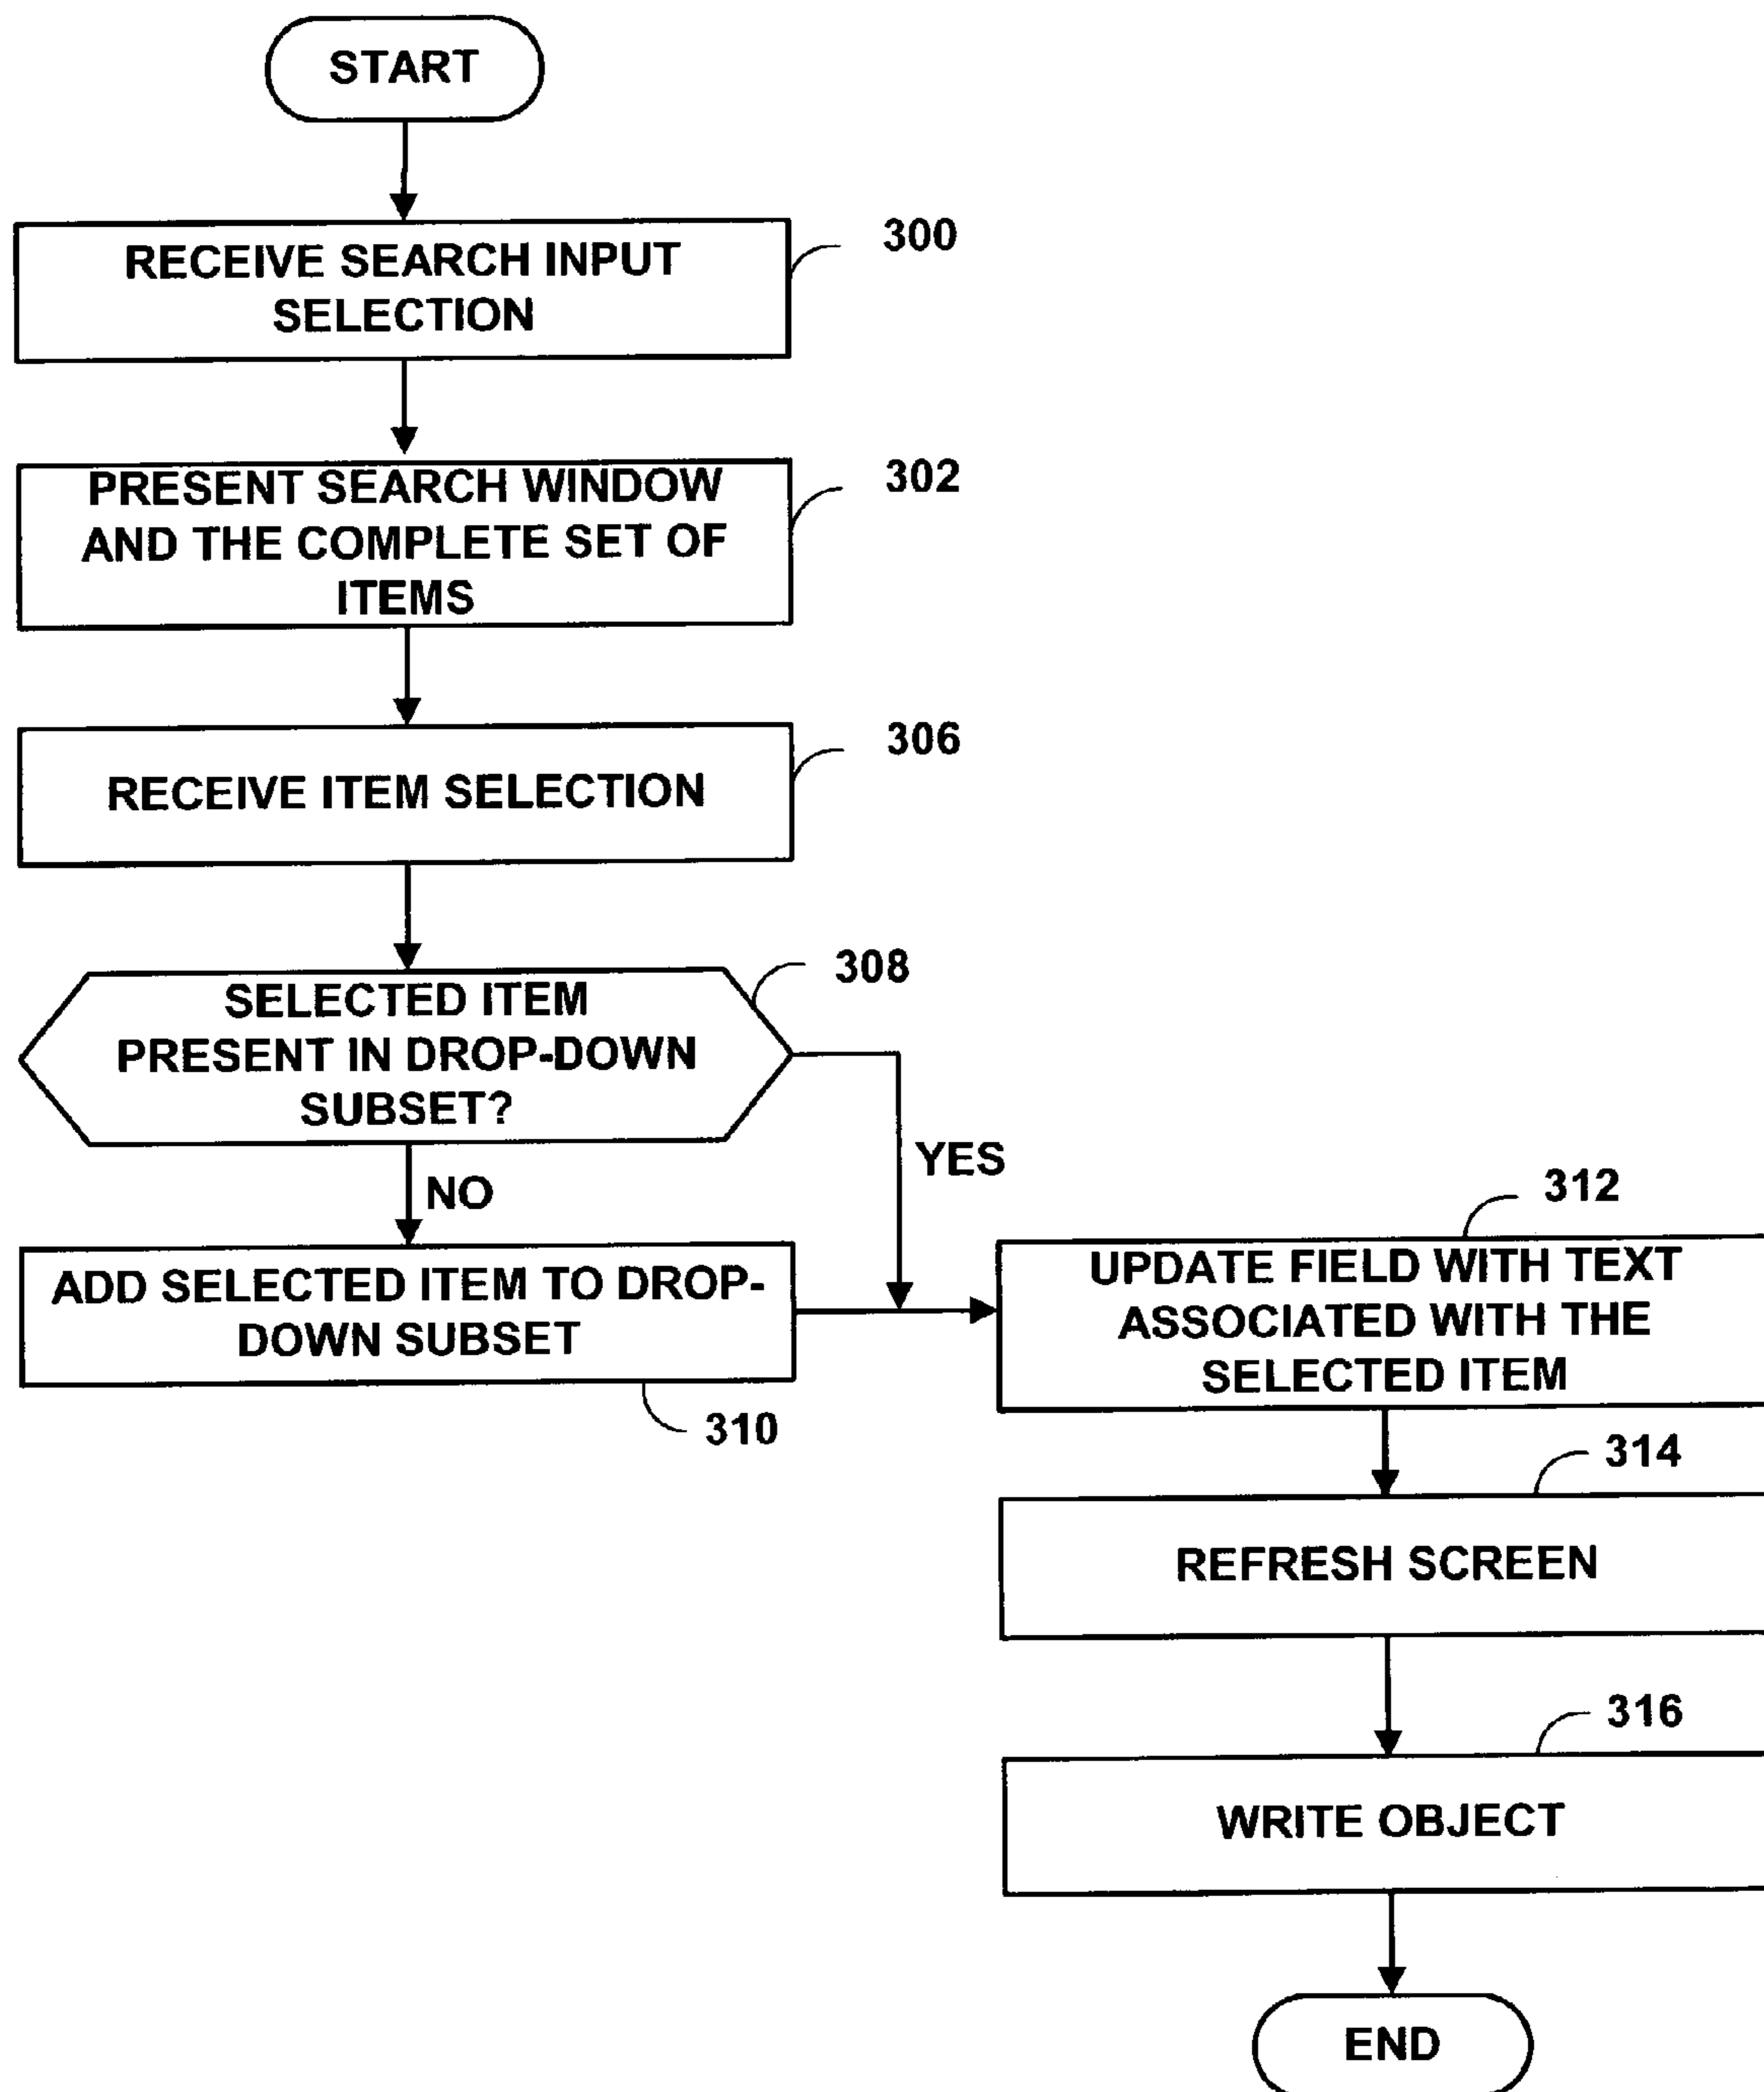 START
RECEIVE SEARCH INPUT
SELECTION
300
PRESENT SEARCH WINDOW
AND THE COMPLETE SET OF
ITEMS
302
RECEIVE ITEM SELECTION
306
SELECTED ITEM
PRESENT IN DROP-DOWN
SUBSET?
308
YES
NO
ADD SELECTED ITEM TO DROP-
DOWN SUBSET
310
312
UPDATE FIELD WITH TEXT
ASSOCIATED WITH THE
SELECTED ITEM
314
REFRESH SCREEN
316
WRITE OBJECT
END